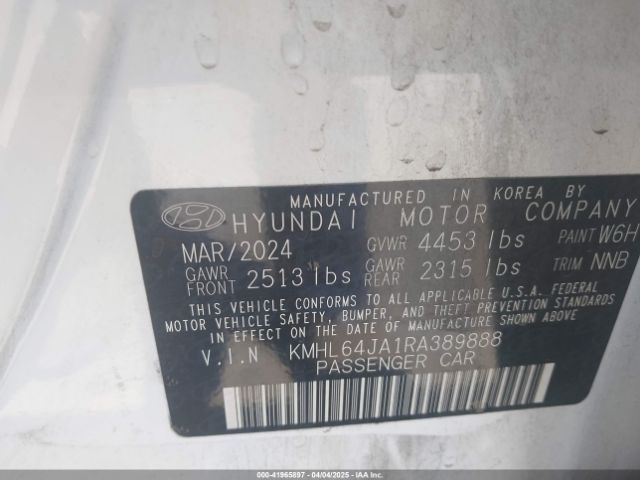 MANUFACTURED IN KOREA BY
HYUNDAI MOTOR COMPANY
MAR/2024 GVWR 4453 lbs PAINT W6H
GAWR FRONT 2513 lbs GAWR REAR 2315 lbs TRIM NNB
THIS VEHICLE CONFORMS TO ALL APPLICABLE U.S.A. FEDERAL
MOTOR VEHICLE SAFETY, BUMPER, AND THEFT PREVENTION STANDARDS
IN EFFECT ON THE DATE OF MANUFACTURE SHOWN ABOVE.
V.I.N KMHL64JA1RA389888
PASSENGER CAR
000-41965897 04/04/2025